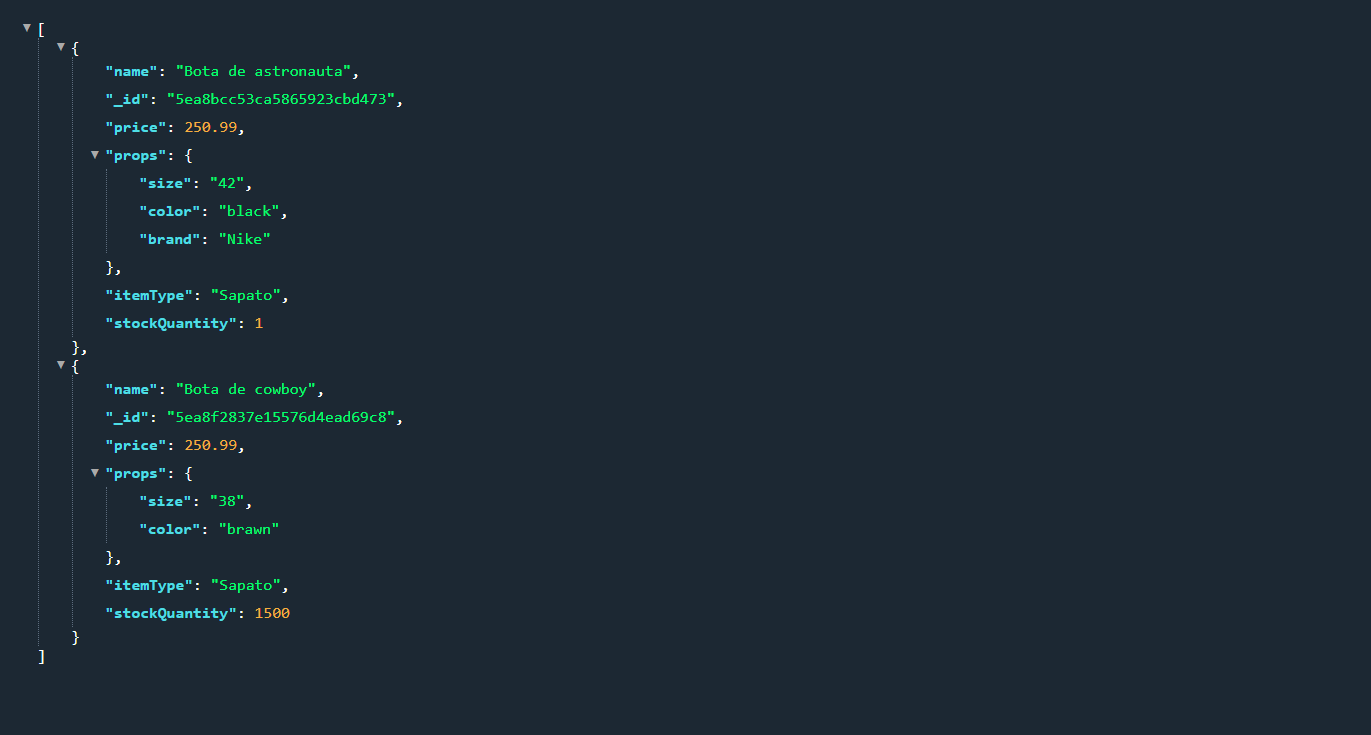 [
{
"name": "Bota de astronauta",
"_id": "5ea8bcc53ca5865923cbd473",
"price": 250.99,
"props": {
"size": "42",
"color": "black",
"brand": "Nike"
},
"itemType": "Sapato",
"stockQuantity": 1
},
{
"name": "Bota de cowboy",
"_id": "5ea8f2837e15576d4ead69c8",
"price": 250.99,
"props": {
"size": "38",
"color": "brawn"
},
"itemType": "Sapato",
"stockQuantity": 1500
}
]